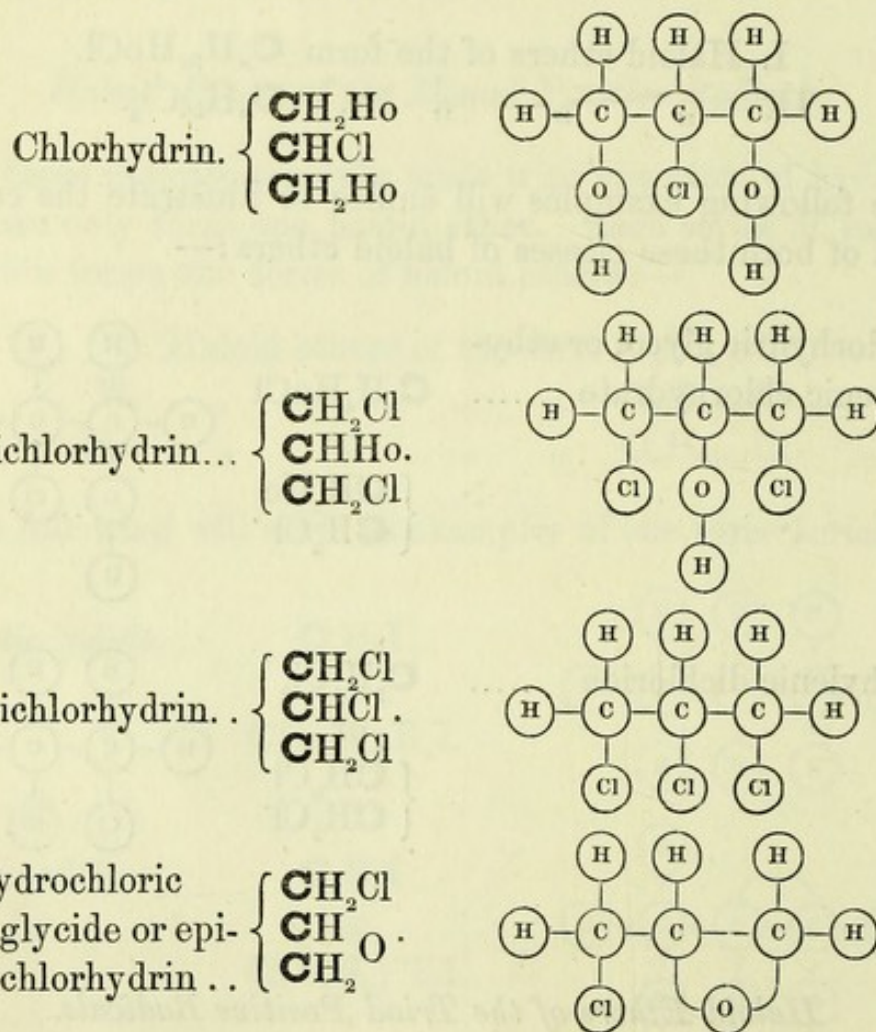 H H H
Chlorhydrin. { CH₂Ho H C C C H
CHCl
CH₂Ho O Cl O
H H
H H H
ichlorhydrin... { CH₂Cl H C C C H
CHHo.
CH₂Cl Cl O Cl
H
H H H
ichlorhydrin. . { CH₂Cl H C C C H
CHCl .
CH₂Cl Cl Cl Cl
H H H
ydrochloric { CH₂Cl
glycide or epi- CH O . H C C C H
chlorhydrin . . CH₂
Cl O